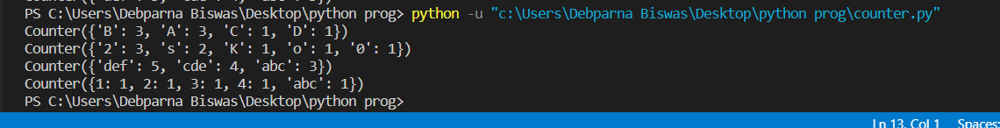 PS C:\Users\Debparna Biswas\Desktop\python prog> python -u "c:\Users\Debparna Biswas\Desktop\python prog\counter.py"
Counter({'B': 3, 'A': 3, 'C': 1, 'D': 1})
Counter({'2': 3, 's': 2, 'K': 1, 'o': 1, '0': 1})
Counter({'def': 5, 'cde': 4, 'abc': 3})
Counter({1: 1, 2: 1, 3: 1, 4: 1, 'abc': 1})
PS C:\Users\Debparna Biswas\Desktop\python prog>
Ln 13, Col 1 Spaces: